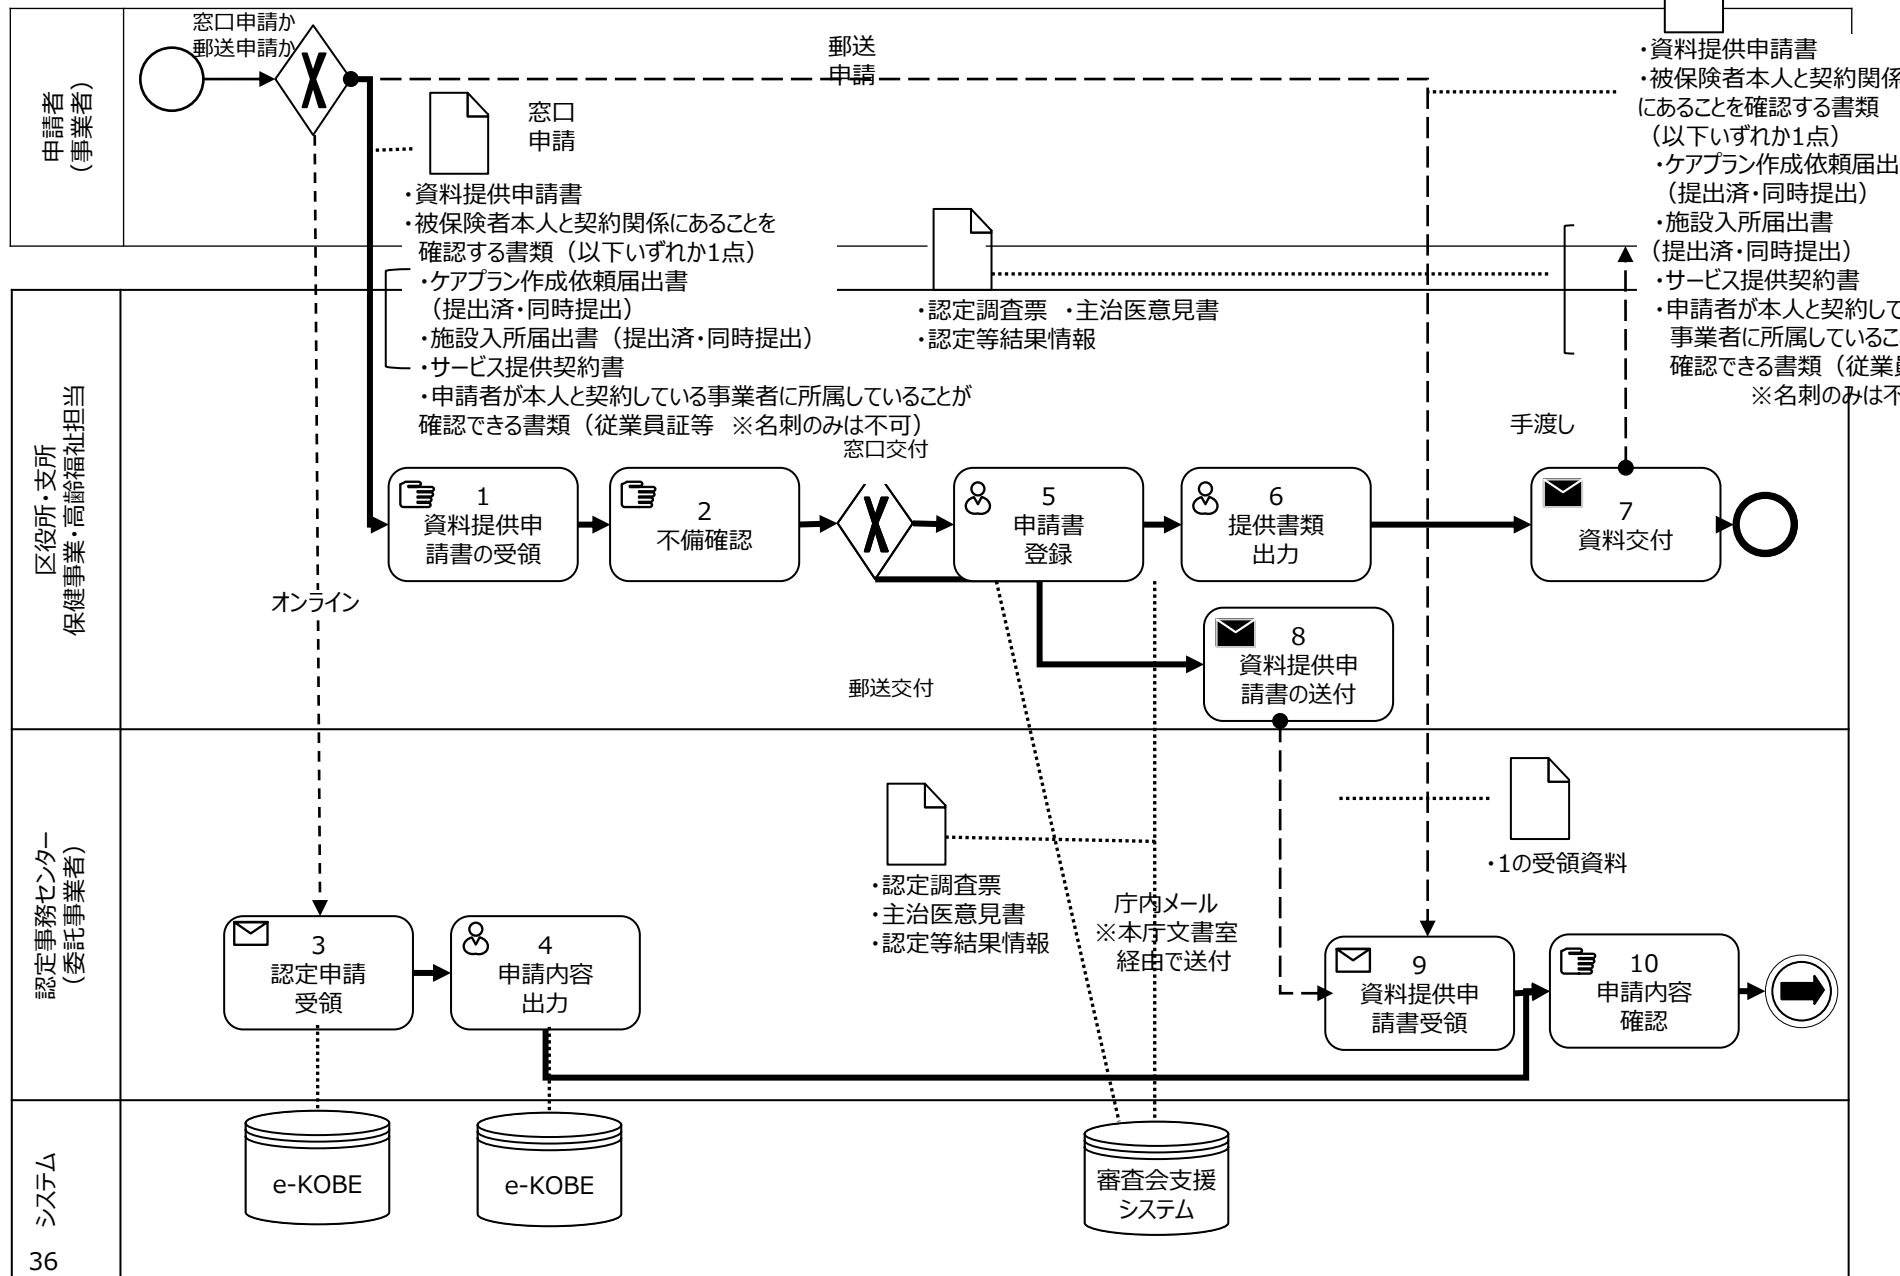 申請者
（事業者）
窓口申請か
郵送申請か
郵送
申請
窓口
申請
・資料提供申請書
・被保険者本人と契約関係にあることを
確認する書類（以下いずれか1点）
・ケアプラン作成依頼届出書
（提出済・同時提出）
・施設入所届出書（提出済・同時提出）
・サービス提供契約書
・申請者が本人と契約している事業者に所属していることが
確認できる書類（従業員証等　※名刺のみは不可）
・認定調査票　・主治医意見書
・認定等結果情報
・資料提供申請書
・被保険者本人と契約関係
にあることを確認する書類
（以下いずれか1点）
・ケアプラン作成依頼届出
（提出済・同時提出）
・施設入所届出書
（提出済・同時提出）
・サービス提供契約書
・申請者が本人と契約して
事業者に所属しているこ
確認できる書類（従業員
※名刺のみは不
手渡し
区役所・支所
保健事業・高齢福祉担当
窓口交付
1
資料提供申
請書の受領
2
不備確認
5
申請書
登録
6
提供書類
出力
7
資料交付
オンライン
8
資料提供申
請書の送付
郵送交付
認定事務センター
（委託事業者）
・1の受領資料
・認定調査票
・主治医意見書
・認定等結果情報
庁内メール
※本庁文書室
経由で送付
3
認定申請
受領
4
申請内容
出力
9
資料提供申
請書受領
10
申請内容
確認
システム
e-KOBE
e-KOBE
審査会支援
システム
36